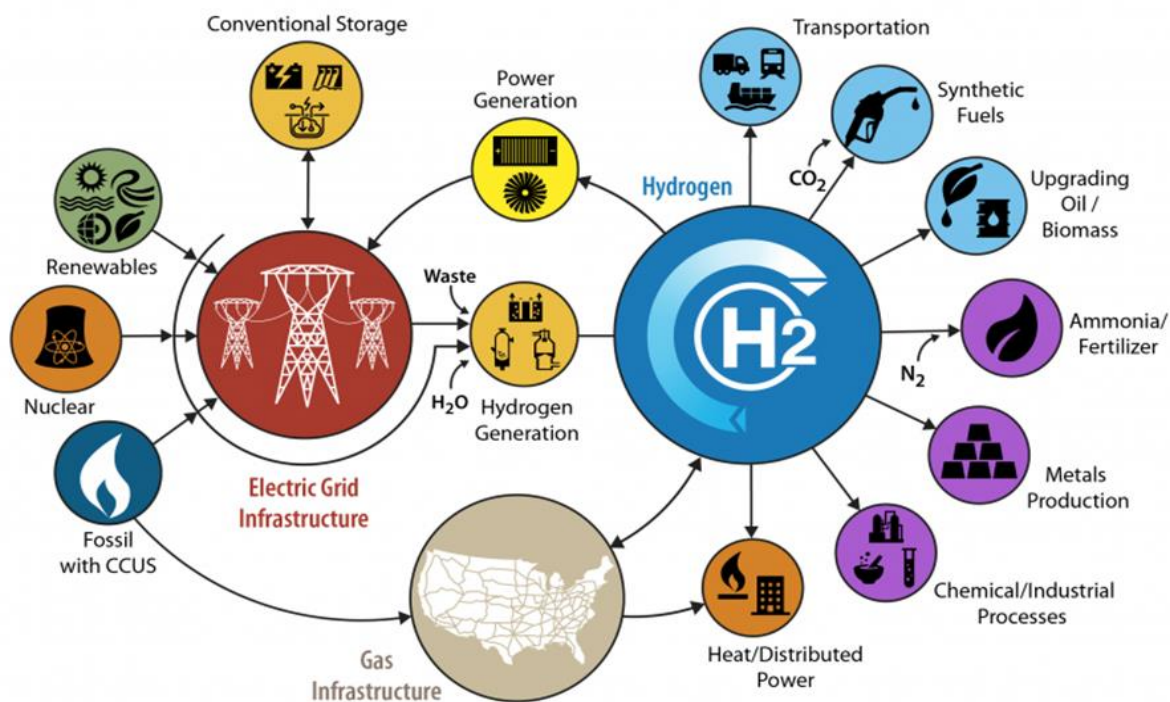 Conventional Storage
Transportation
Power
Generation
Synthetic
Fuels
CO2
Hydrogen
Upgrading
Oil /
Biomass
Renewables
Waste
H2
Ammonia/
Fertilizer
N2
Nuclear
H2O
Hydrogen
Generation
Metals
Production
Electric Grid
Infrastructure
Fossil
with CCUS
Chemical/Industrial
Processes
Gas
Infrastructure
Heat/Distributed
Power